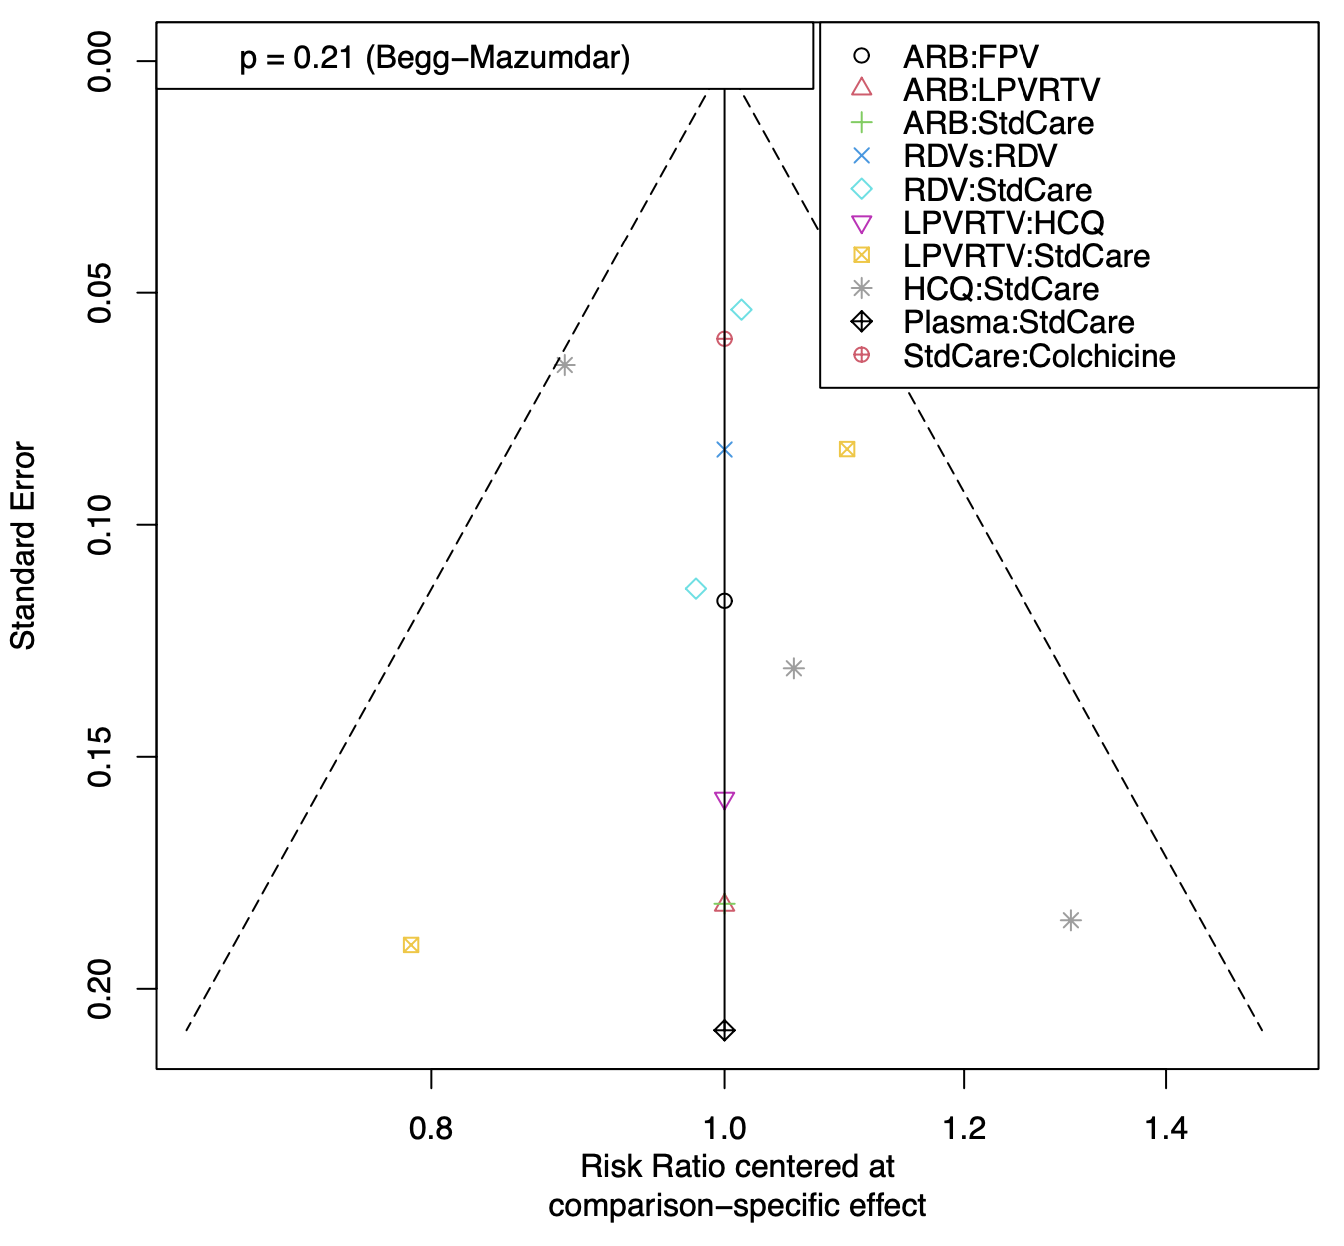 p = 0.21 (Begg−Mazumdar)
ARB:FPV
ARB:LPVRTV
ARB:StdCare
RDVs:RDV
RDV:StdCare
LPVRTV:HCQ
LPVRTV:StdCare
HCQ:StdCare
Plasma:StdCare
StdCare:Colchicine
Standard Error
0.00
0.05
0.10
0.15
0.20
0.8 1.0 1.2 1.4
Risk Ratio centered at
comparison−specific effect